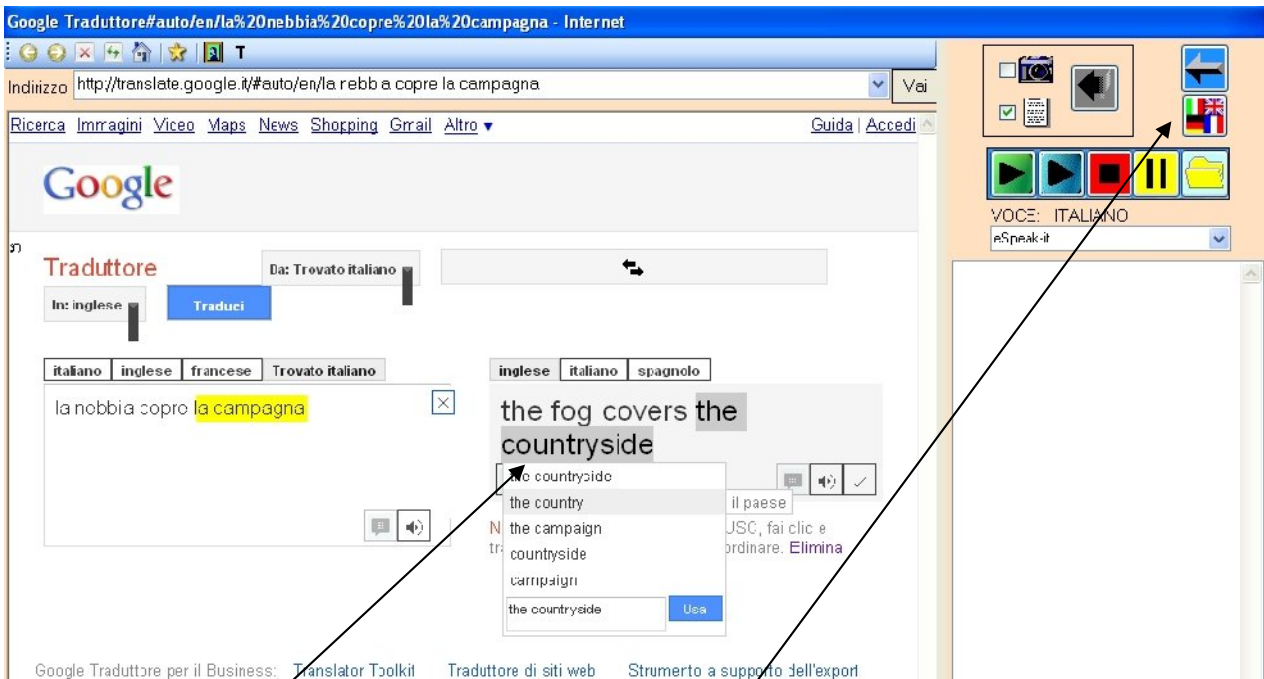 Google Traduttore#auto/en/la%20nebbia%20copre%20la%20campagna - Internet
T
Indirizzo http://translate.google.it/#auto/en/la nebbia copre la campagna Vai
Ricerca Immagini Video Maps News Shopping Gmail Altro ▼ Guida | Accedi
Google
Traduttore Da: Trovato italiano
In: inglese Traduci
italiano inglese francese Trovato italiano
la nebbia copre la campagna
inglese italiano spagnolo
the fog covers the
countryside
the countryside
the country il paese
the campaign USO, fai clic e
countryside ordinare. Elimina
campaign
the countryside Usa
Google Traduttore per il Business: Translator Toolkit Traduttore di siti web Strumento a supporto dell'export
VOCE: ITALIANO
eSpeak-it